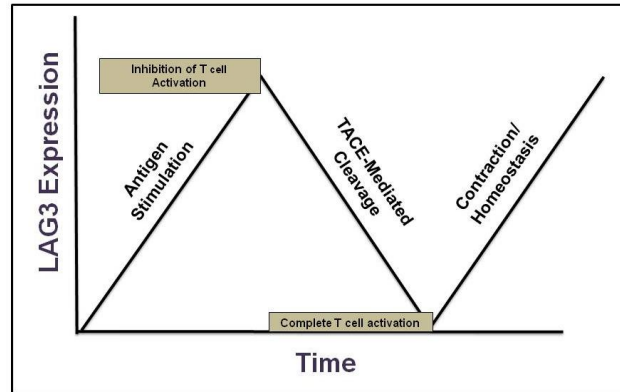 Inhibition of T cell
Activation
LAG3 Expression
Antigen
Stimulation
TACE-Mediated
Cleavage
Contraction/
Homeostasis
Complete T cell activation
Time